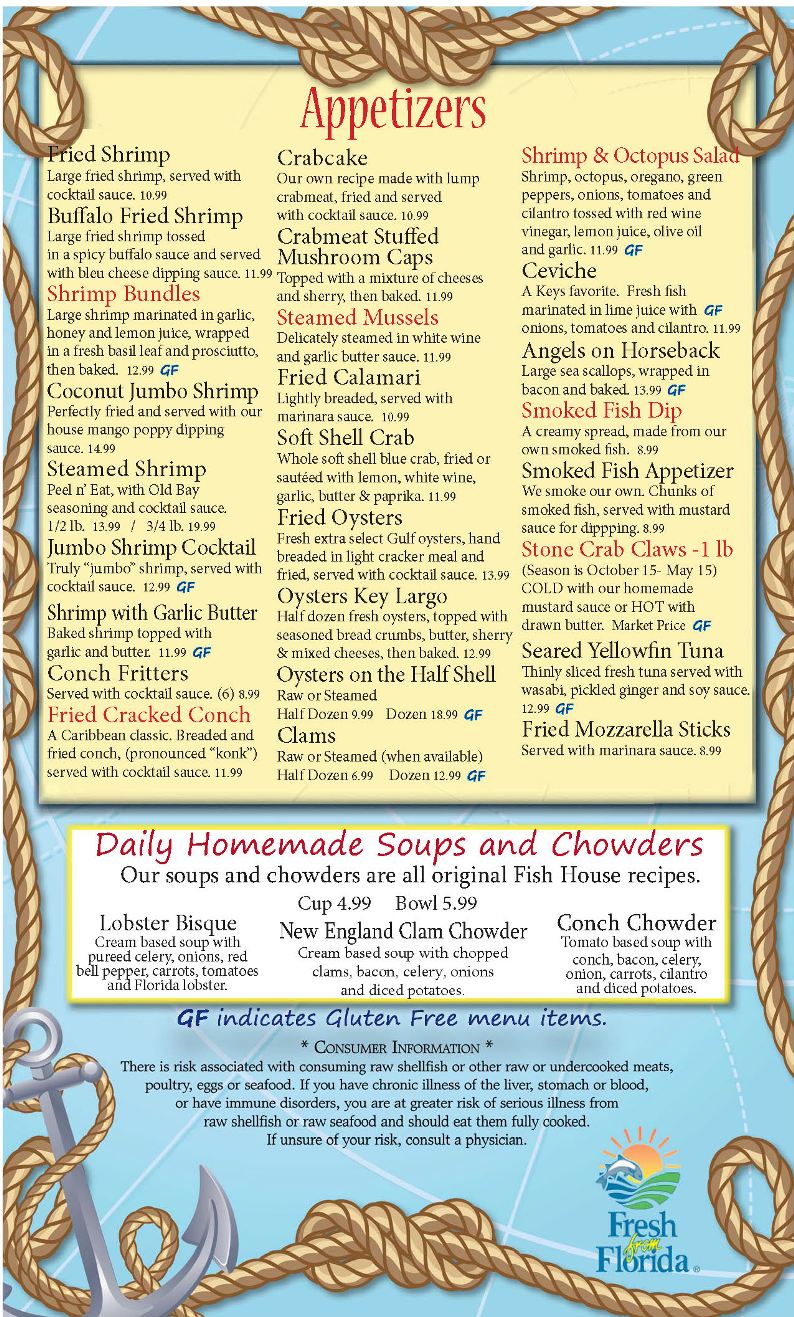 Appetizers
Fried Shrimp
Large fried shrimp, served with
cocktail sauce. 10.99
Buffalo Fried Shrimp
Large fried shrimp tossed
in a spicy buffalo sauce and served
with bleu cheese dipping sauce. 11.99
Shrimp Bundles
Large shrimp marinated in garlic,
honey and lemon juice, wrapped
in a fresh basil leaf and prosciutto,
then baked. 12.99 GF
Coconut Jumbo Shrimp
Perfectly fried and served with our
house mango poppy dipping
sauce. 14.99
Steamed Shrimp
Peel n' Eat, with Old Bay
seasoning and cocktail sauce.
1/2 lb. 13.99 / 3/4 lb. 19.99
Jumbo Shrimp Cocktail
Truly "jumbo" shrimp, served with
cocktail sauce. 12.99 GF
Shrimp with Garlic Butter
Baked shrimp topped with
garlic and butter. 11.99 GF
Conch Fritters
Served with cocktail sauce. (6) 8.99
Fried Cracked Conch
A Caribbean classic. Breaded and
fried conch, (pronounced "konk")
served with cocktail sauce. 11.99
Crabcake
Our own recipe made with lump
crabmeat, fried and served
with cocktail sauce. 10.99
Crabmeat Stuffed
Mushroom Caps
Topped with a mixture of cheeses
and sherry, then baked. 11.99
Steamed Mussels
Delicately steamed in white wine
and garlic butter sauce. 11.99
Fried Calamari
Lightly breaded, served with
marinara sauce. 10.99
Soft Shell Crab
Whole soft shell blue crab, fried or
sautéed with lemon, white wine,
garlic, butter & paprika. 11.99
Fried Oysters
Fresh extra select Gulf oysters, hand
breaded in light cracker meal and
fried, served with cocktail sauce. 13.99
Oysters Key Largo
Half dozen fresh oysters, topped with
seasoned bread crumbs, butter, sherry
& mixed cheeses, then baked. 12.99
Oysters on the Half Shell
Raw or Steamed
Half Dozen 9.99 Dozen 18.99 GF
Clams
Raw or Steamed (when available)
Half Dozen 6.99 Dozen 12.99 GF
Shrimp & Octopus Salad
Shrimp, octopus, oregano, green
peppers, onions, tomatoes and
cilantro tossed with red wine
vinegar, lemon juice, olive oil
and garlic. 11.99 GF
Ceviche
A Keys favorite. Fresh fish
marinated in lime juice with GF
onions, tomatoes and cilantro. 11.99
Angels on Horseback
Large sea scallops, wrapped in
bacon and baked. 13.99 GF
Smoked Fish Dip
A creamy spread, made from our
own smoked fish. 8.99
Smoked Fish Appetizer
We smoke our own. Chunks of
smoked fish, served with mustard
sauce for dippping. 8.99
Stone Crab Claws -1 lb
(Season is October 15- May 15)
COLD with our homemade
mustard sauce or HOT with
drawn butter. Market Price GF
Seared Yellowfin Tuna
Thinly sliced fresh tuna served with
wasabi, pickled ginger and soy sauce.
12.99 GF
Fried Mozzarella Sticks
Served with marinara sauce. 8.99
Daily Homemade Soups and Chowders
Our soups and chowders are all original Fish House recipes.
Cup 4.99 Bowl 5.99
Lobster Bisque
Cream based soup with
pureed celery, onions, red
bell pepper, carrots, tomatoes
and Florida lobster.
New England Clam Chowder
Cream based soup with chopped
clams, bacon, celery, onions
and diced potatoes.
Conch Chowder
Tomato based soup with
conch, bacon, celery,
onion, carrots, cilantro
and diced potatoes.
GF indicates Gluten Free menu items.
* CONSUMER INFORMATION *
There is risk associated with consuming raw shellfish or other raw or undercooked meats,
poultry, eggs or seafood. If you have chronic illness of the liver, stomach or blood,
or have immune disorders, you are at greater risk of serious illness from
raw shellfish or raw seafood and should eat them fully cooked.
If unsure of your risk, consult a physician.
Fresh
from
Florida ®